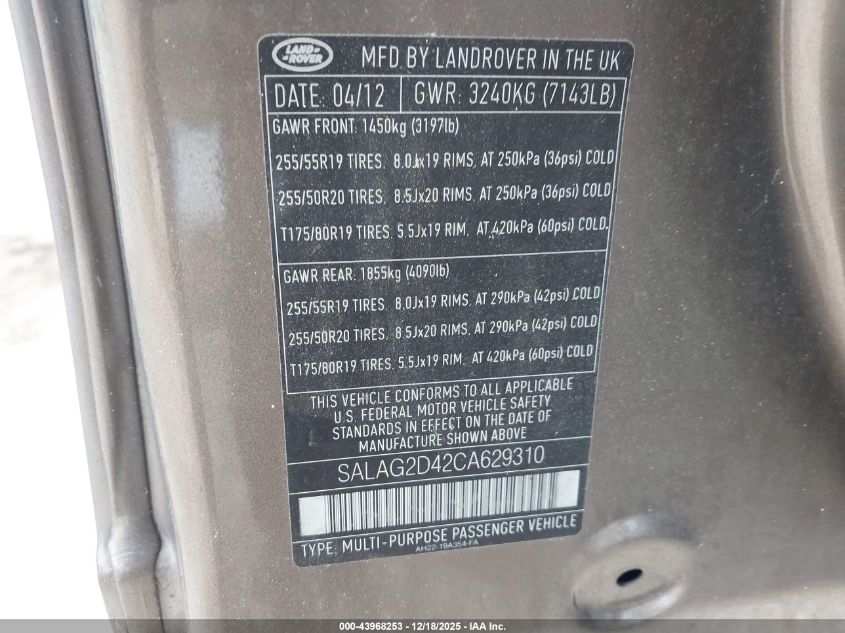 LAND
ROVER
MFD BY LANDROVER IN THE UK
DATE: 04/12 GWR: 3240KG (7143LB)
GAWR FRONT: 1450kg (3197lb)
255/55R19 TIRES. 8.0Jx19 RIMS, AT 250kPa (36psi) COLD
255/50R20 TIRES. 8.5Jx20 RIMS, AT 250kPa (36psi) COLD
T175/80R19 TIRES. 5.5Jx19 RIM, AT 420kPa (60psi) COLD.
GAWR REAR: 1855kg (4090lb)
255/55R19 TIRES. 8.0Jx19 RIMS, AT 290kPa (42psi) COLD
255/50R20 TIRES. 8.5Jx20 RIMS, AT 290kPa (42psi) COLD
T175/80R19 TIRES. 5.5Jx19 RIM, AT 420kPa (60psi) COLD
THIS VEHICLE CONFORMS TO ALL APPLICABLE
U.S. FEDERAL MOTOR VEHICLE SAFETY
STANDARDS IN EFFECT ON THE DATE OF
MANUFACTURE SHOWN ABOVE
SALAG2D42CA629310
TYPE: MULTI-PURPOSE PASSENGER VEHICLE
AH22-19A354-FA
000-43968253 - 12/18/2025 - IAA Inc.